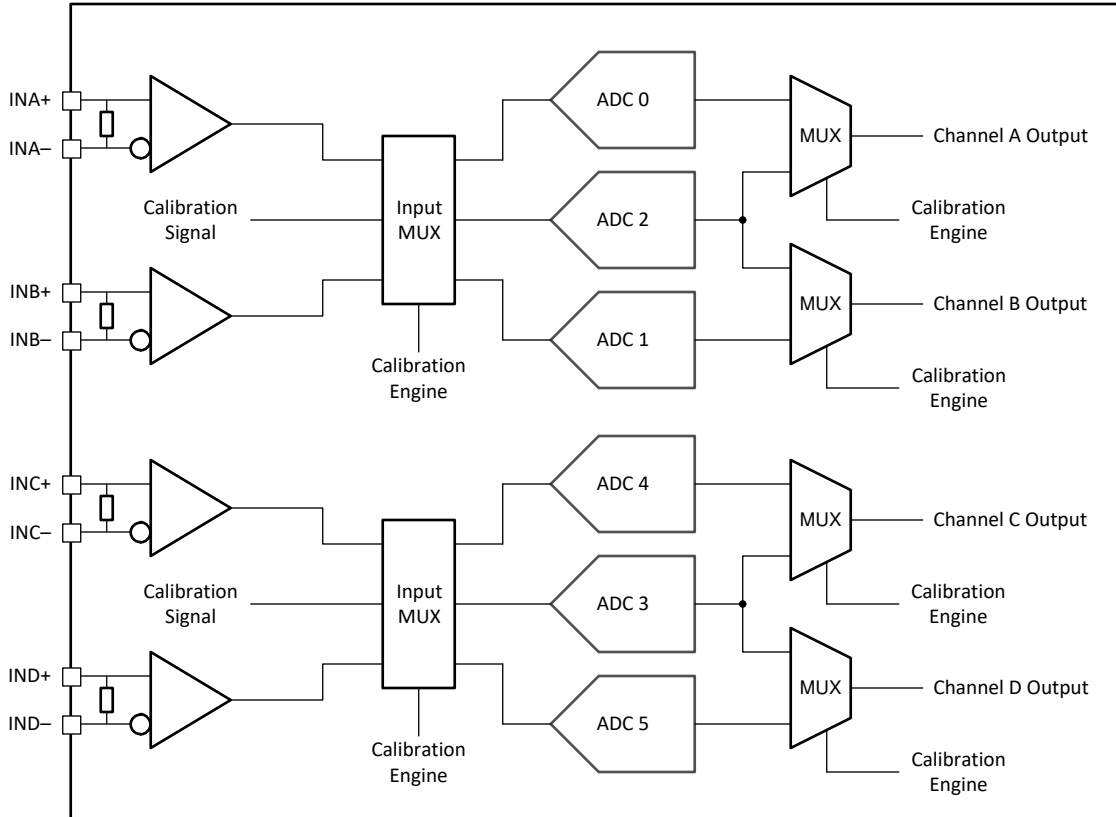 INA+
INA–
Calibration
Signal
INB+
INB–
Input
MUX
Calibration
Engine
ADC 0
ADC 2
ADC 1
MUX
Channel A Output
Calibration
Engine
MUX
Channel B Output
Calibration
Engine
INC+
INC–
Calibration
Signal
IND+
IND–
Input
MUX
Calibration
Engine
ADC 4
ADC 3
ADC 5
MUX
Channel C Output
Calibration
Engine
MUX
Channel D Output
Calibration
Engine